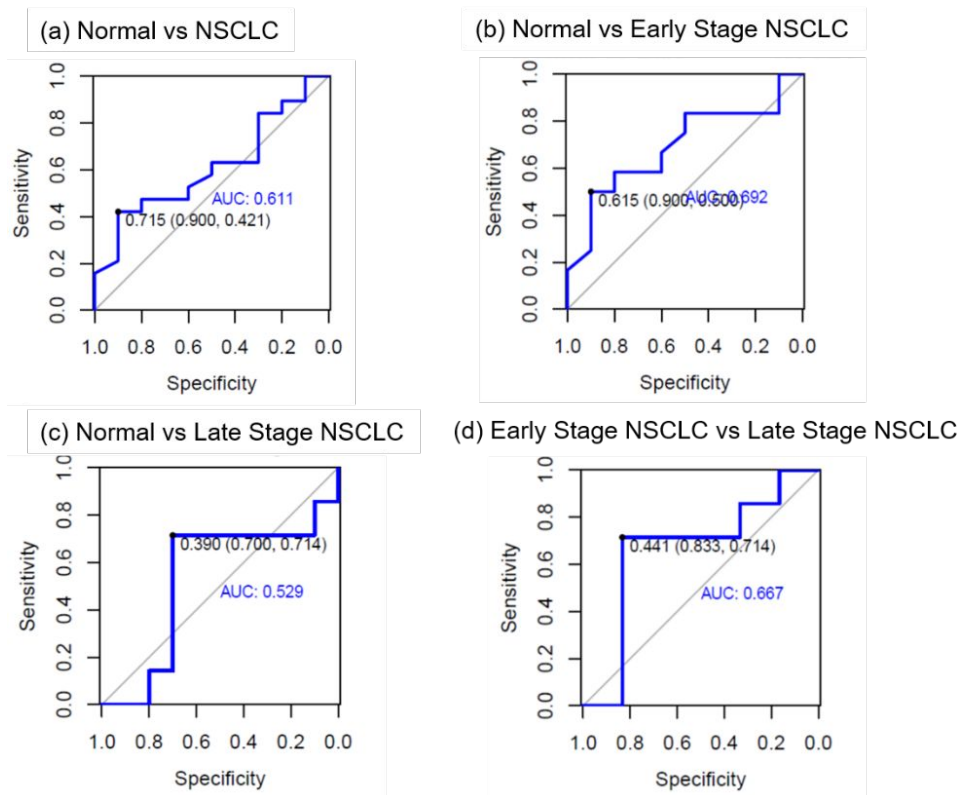 (a) Normal vs NSCLC
(b) Normal vs Early Stage NSCLC
Sensitivity
0.0 0.2 0.4 0.6 0.8 1.0
AUC: 0.611
0.715 (0.900, 0.421)
1.0 0.8 0.6 0.4 0.2 0.0
Specificity
Sensitivity
0.0 0.2 0.4 0.6 0.8 1.0
AUC: 0.692
0.615 (0.900, 0.500)
1.0 0.8 0.6 0.4 0.2 0.0
Specificity
(c) Normal vs Late Stage NSCLC
(d) Early Stage NSCLC vs Late Stage NSCLC
Sensitivity
0.0 0.2 0.4 0.6 0.8 1.0
0.390 (0.700, 0.714)
AUC: 0.529
1.0 0.8 0.6 0.4 0.2 0.0
Specificity
Sensitivity
0.0 0.2 0.4 0.6 0.8 1.0
0.441 (0.833, 0.714)
AUC: 0.667
1.0 0.8 0.6 0.4 0.2 0.0
Specificity